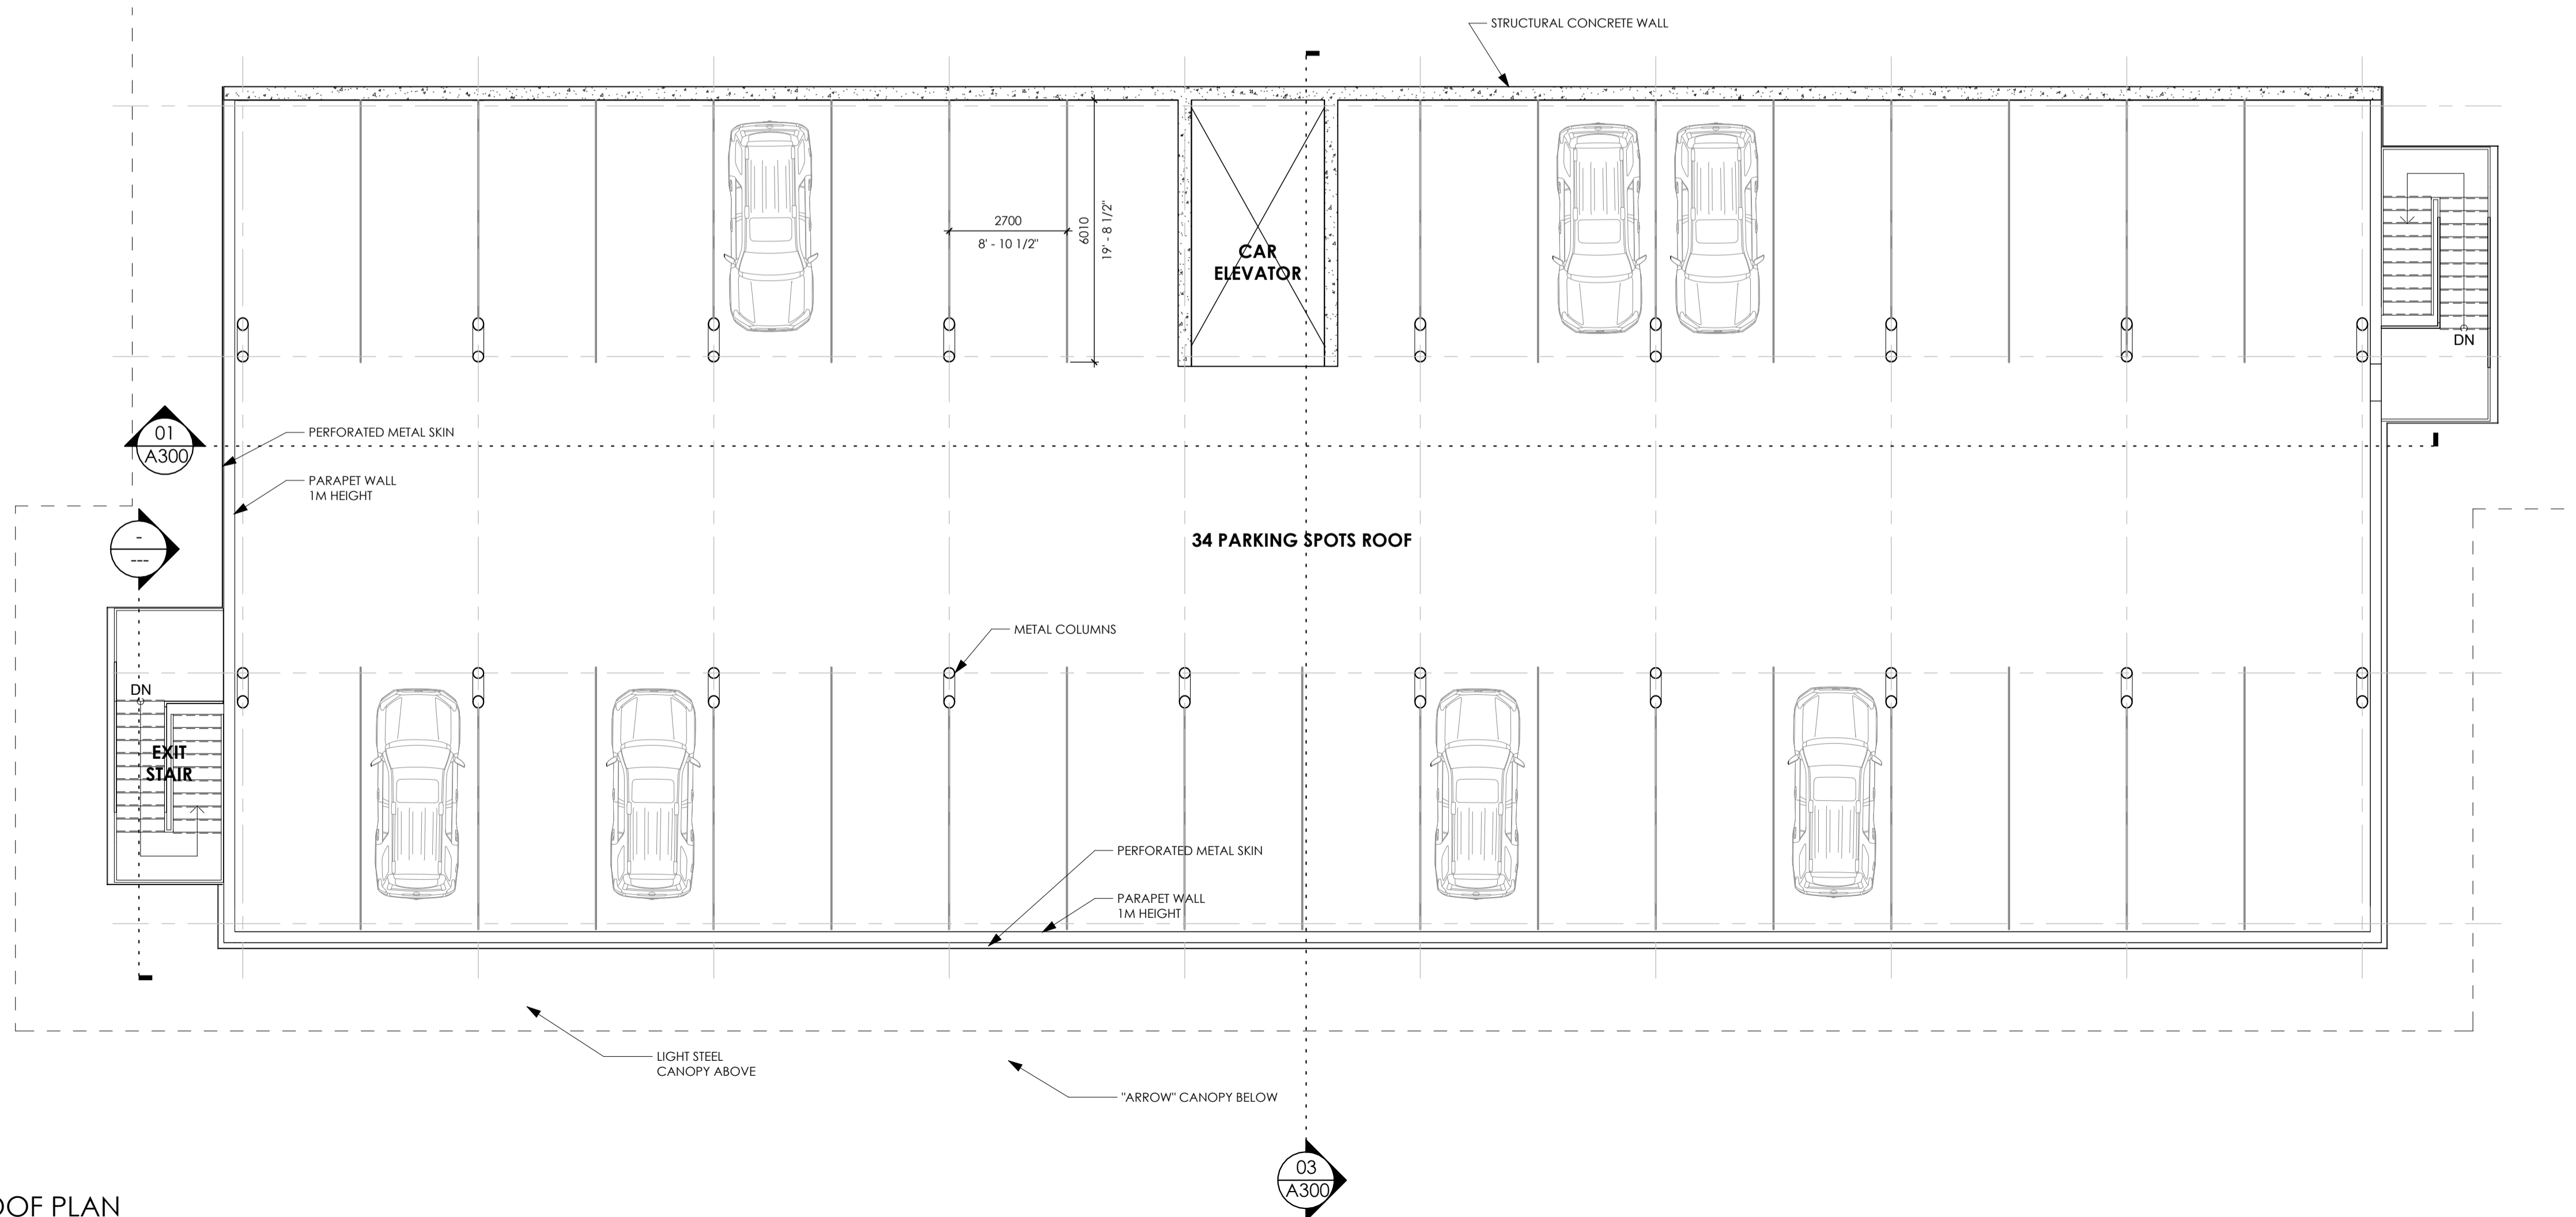 STRUCTURAL CONCRETE WALL
2700
8' - 10 1/2"
6010
19' - 8 1/2"
CAR
ELEVATOR
DN
01
A300
PERFORATED METAL SKIN
PARAPET WALL
1M HEIGHT
-
---
34 PARKING SPOTS ROOF
METAL COLUMNS
DN
EXIT
STAIR
PERFORATED METAL SKIN
PARAPET WALL
1M HEIGHT
LIGHT STEEL
CANOPY ABOVE
"ARROW" CANOPY BELOW
03
A300
OOF PLAN